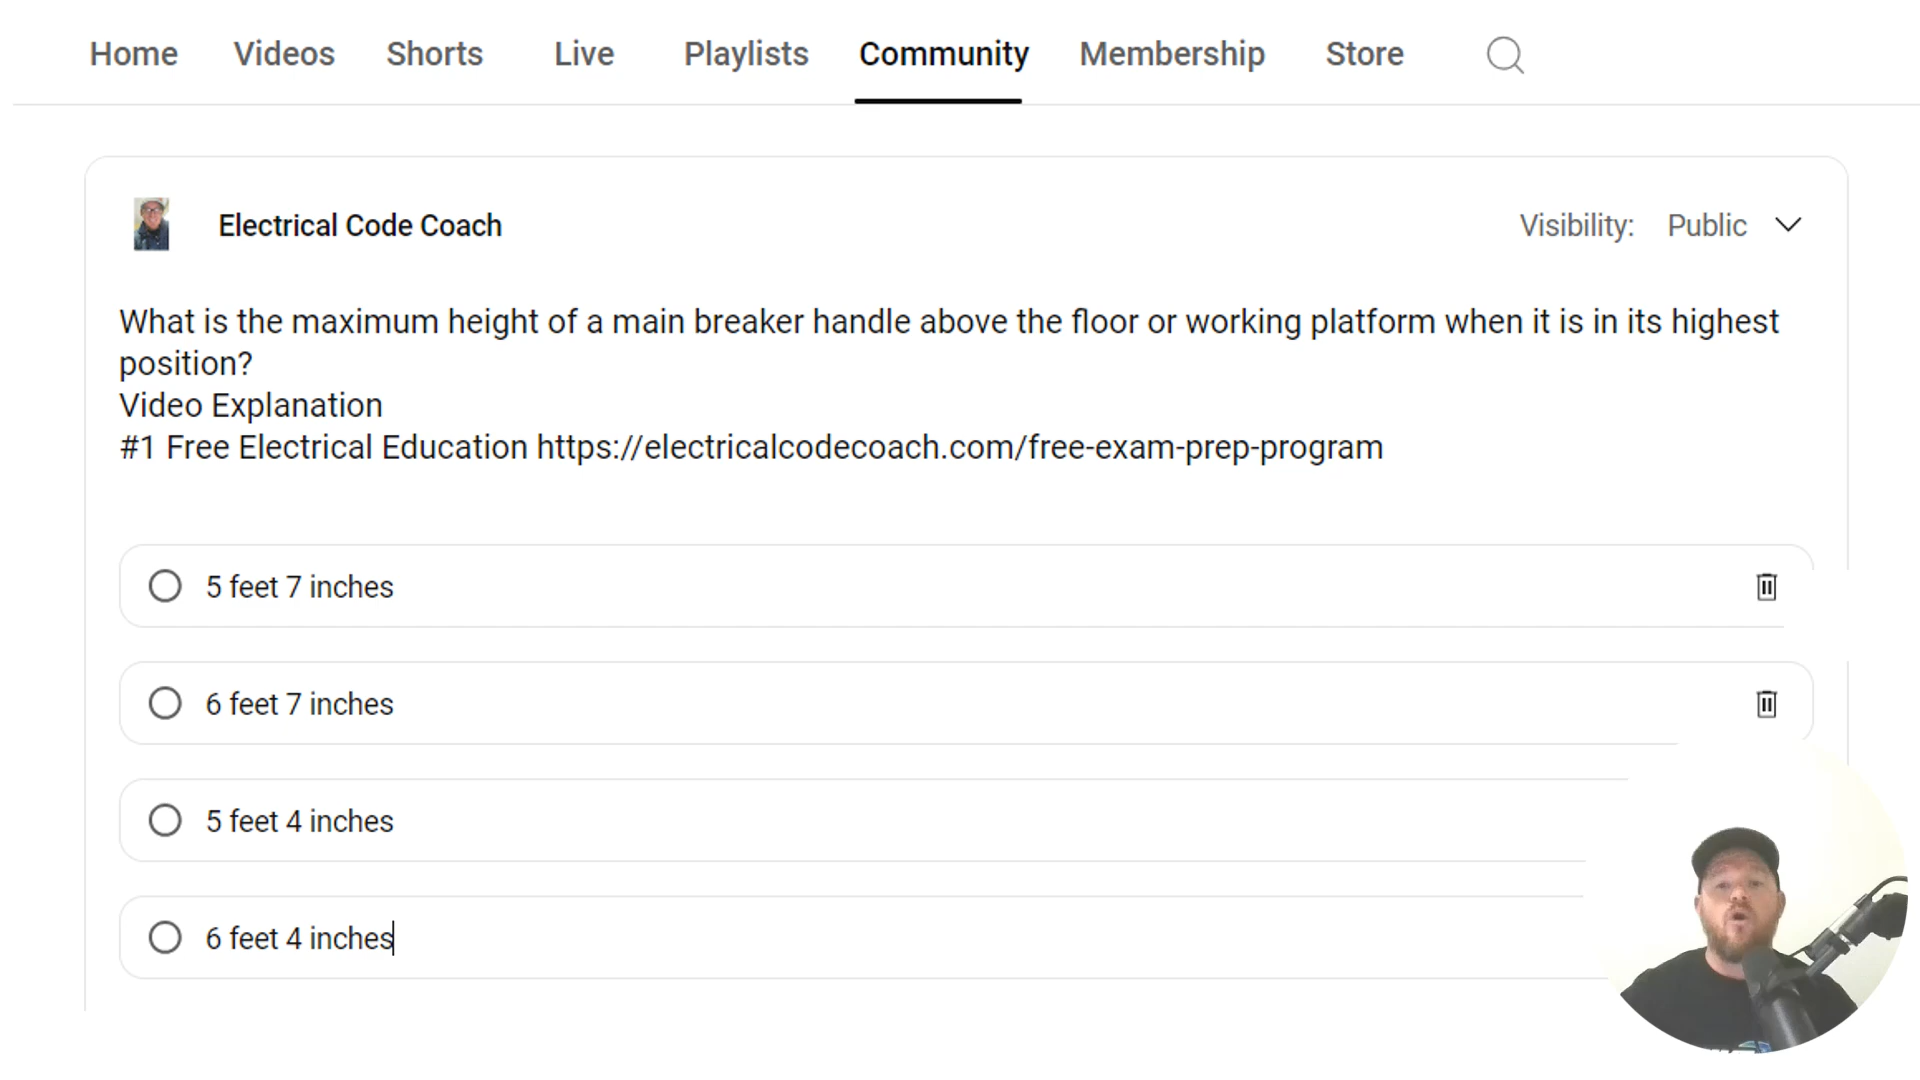 Home Videos Shorts Live Playlists Community Membership Store
Electrical Code Coach
Visibility: Public
What is the maximum height of a main breaker handle above the floor or working platform when it is in its highest
position?
Video Explanation
#1 Free Electrical Education https://electricalcodecoach.com/free-exam-prep-program
5 feet 7 inches
6 feet 7 inches
5 feet 4 inches
6 feet 4 inches